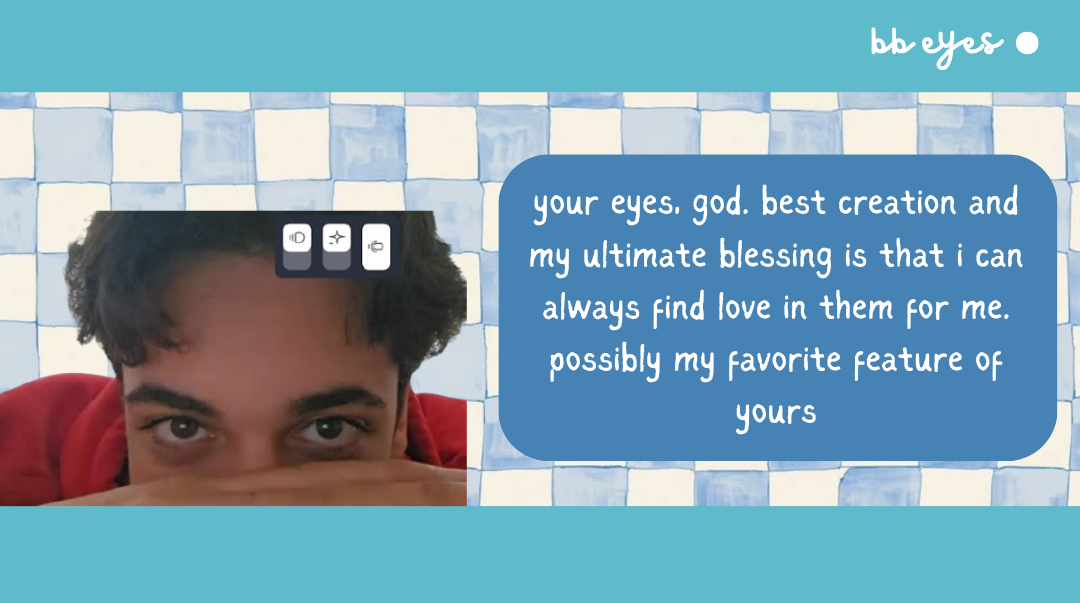 bb eyes
your eyes, god. best creation and
my ultimate blessing is that i can
always find love in them for me.
possibly my favorite feature of
yours